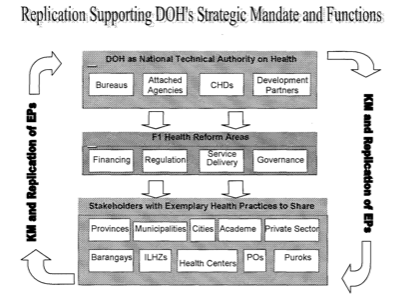 Replication Supporting DOH's Strategic Mandate and Functions
DOH as National Technical Authority on Health
Bureaus
Attached
Agencies
CHDs
Development
Partners
F1 Health Reform Areas
Financing
Regulation
Service
Delivery
Governance
Stakeholders with Exemplary Health Practices to Share
Provinces
Municipalities
Cities
Academe
Private Sector
Barangays
ILHZs
Health Centers
POs
Puroks
KM and Replication of EPs
KM and Replication of EPs